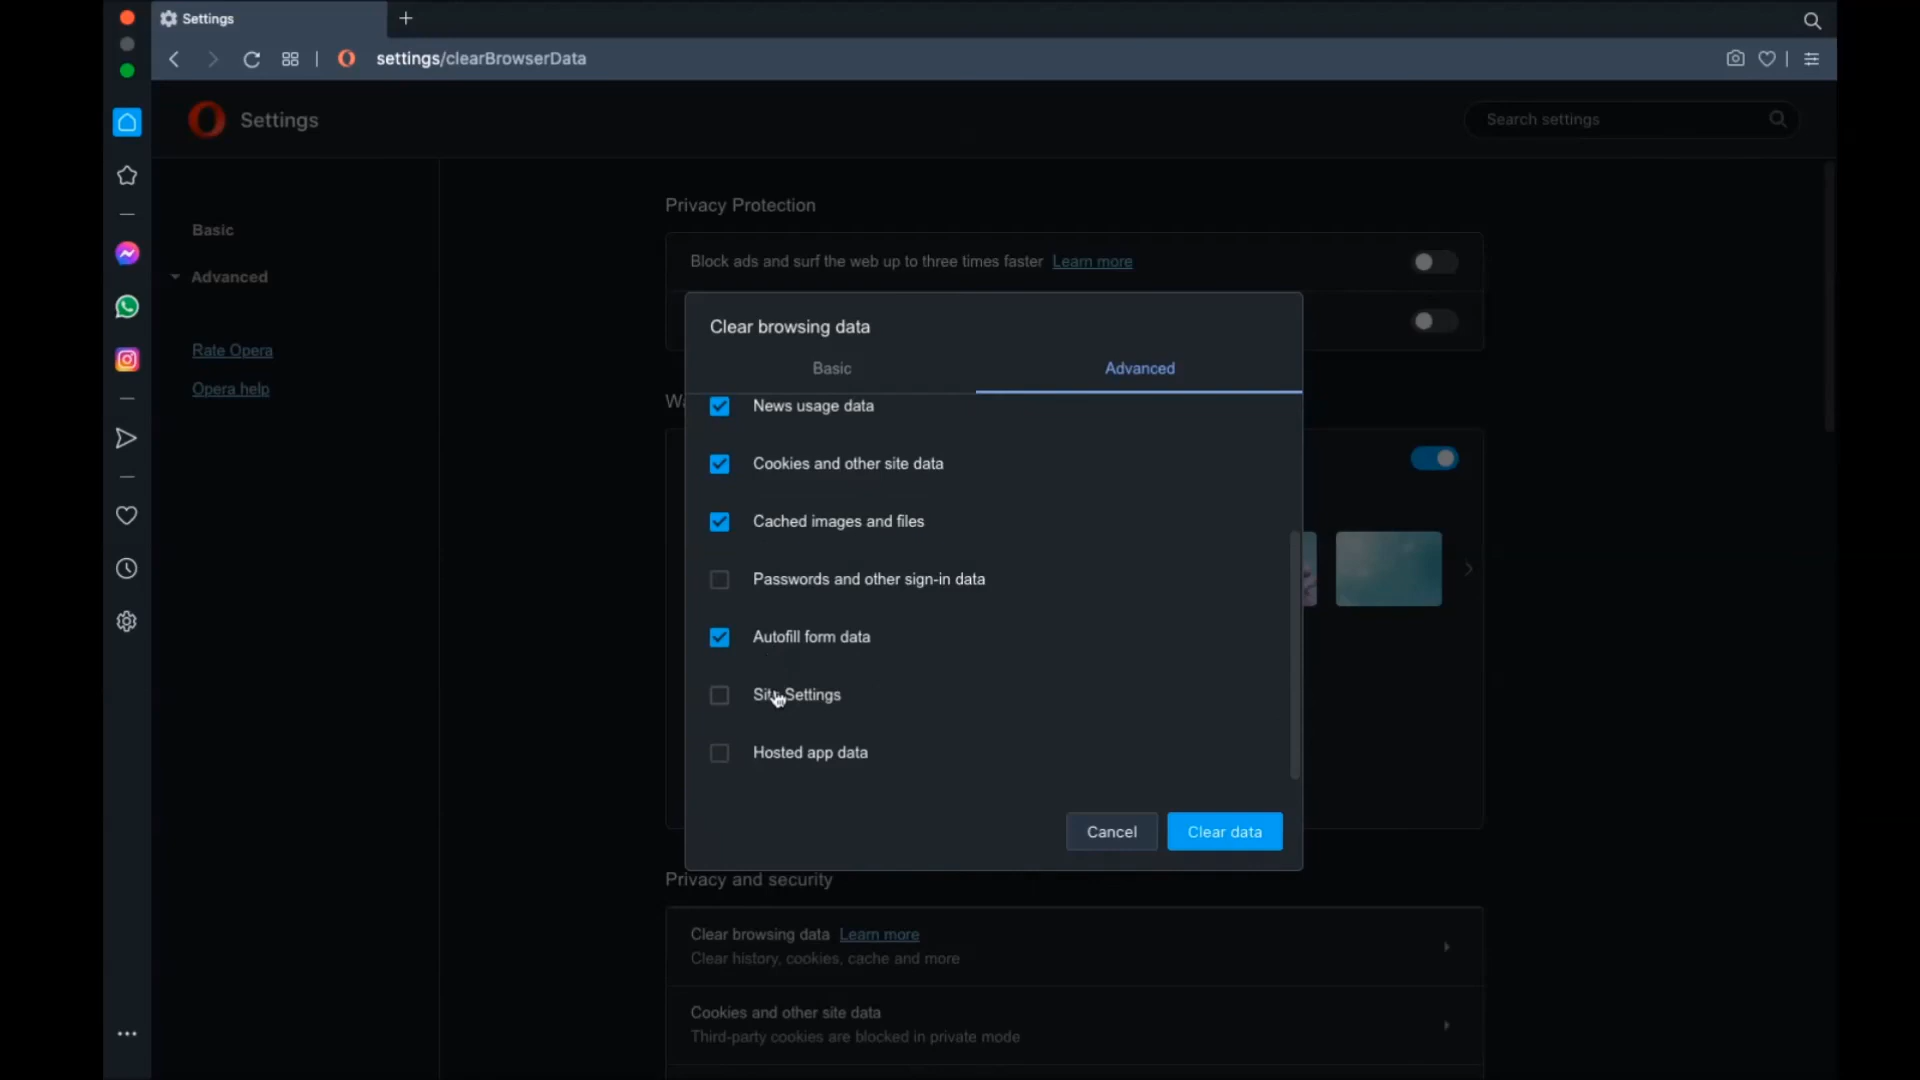 Settings
settings/clearBrowserData
Settings
Search settings
Basic
Advanced
Rate Opera
Opera help
Privacy Protection
Block ads and surf the web up to three times faster Learn more
Clear browsing data
Basic
Advanced
News usage data
Cookies and other site data
Cached images and files
Passwords and other sign-in data
Autofill form data
Site Settings
Hosted app data
Cancel
Clear data
Privacy and security
Clear browsing data Learn more
Clear history, cookies, cache and more
Cookies and other site data
Third-party cookies are blocked in private mode